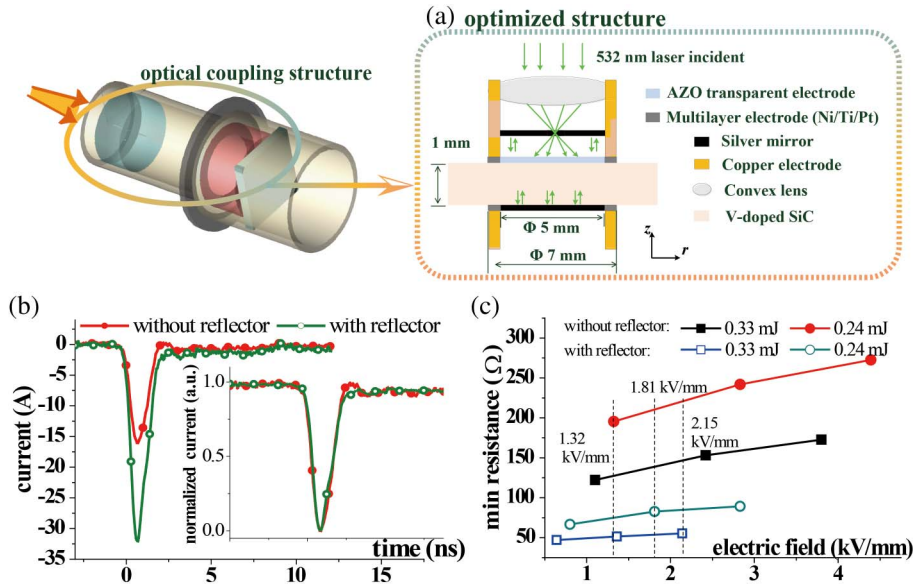 (a)
optimized structure
optical coupling structure
532 nm laser incident
AZO transparent electrode
Multilayer electrode (Ni/Ti/Pt)
Silver mirror
Copper electrode
Convex lens
V-doped SiC
1 mm
Φ 5 mm
Φ 7 mm
z
r
(b)
without reflector
with reflector
0
-5
-10
-15
-20
-25
-30
-35
current (A)
0
5
10
15
time (ns)
1.0
0.5
0.0
normalized current (a.u.)
(c)
without reflector:
0.33 mJ
0.24 mJ
with reflector:
0.33 mJ
0.24 mJ
300
250
200
150
100
50
min resistance (Ω)
1.32
kV/mm
1.81 kV/mm
2.15
kV/mm
1
2
3
4
electric field (kV/mm)